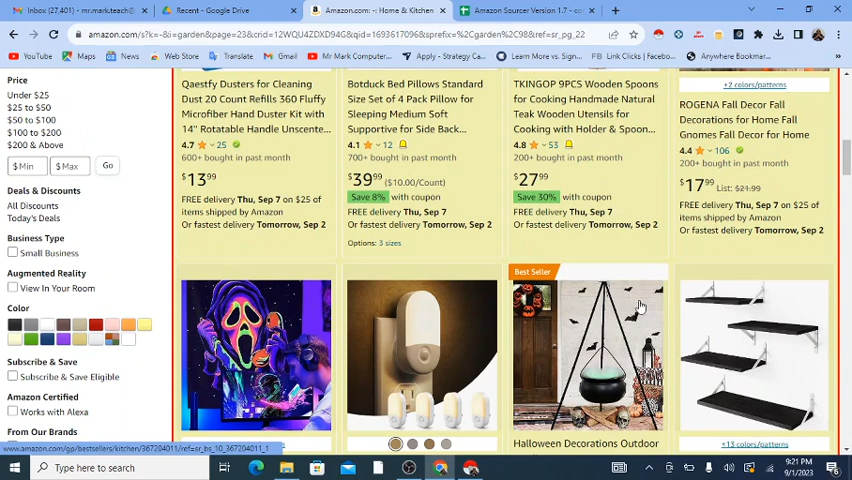 Inbox (27,401) - mr.mark.teach@
Recent - Google Drive
Amazon.com: -: Home & Kitchen
Amazon Sourcer Version 1.7 - co
amazon.com/s?k=-&i=garden&page=23&crid=12WQU4ZDXD94G&qid=1693617096&sprefix=%2Cgarden%2C98&ref=sr_pg_22
YouTube
Maps
News
Web Store
Translate
Gmail
Mr Mark Computer...
Apply - Strategy Ca...
Learn More vs. Sign...
Link Clicks | Facebo...
Anywhere Bookmar...
Price
Under $25
$25 to $50
$50 to $100
$100 to $200
$200 & Above
$ Min
$ Max
Go
Deals & Discounts
All Discounts
Today's Deals
Business Type
Small Business
Augmented Reality
View In Your Room
Color
Subscribe & Save
Subscribe & Save Eligible
Amazon Certified
Works with Alexa
From Our Brands
Qaestfy Dusters for Cleaning
Dust 20 Count Refills 360 Fluffy
Microfiber Hand Duster Kit with
14" Rotatable Handle Unscente...
4.7 25
600+ bought in past month
$13 99
FREE delivery Thu, Sep 7 on $25 of
items shipped by Amazon
Or fastest delivery Tomorrow, Sep 2
Botduck Bed Pillows Standard
Size Set of 4 Pack Pillow for
Sleeping Medium Soft
Supportive for Side Back...
4.1 12
700+ bought in past month
$39 99 ($10.00/Count)
Save 8% with coupon
FREE delivery Thu, Sep 7
Or fastest delivery Tomorrow, Sep 2
Options: 3 sizes
TKINGOP 9PCS Wooden Spoons
for Cooking Handmade Natural
Teak Wooden Utensils for
Cooking with Holder & Spoon...
4.8 53
200+ bought in past month
$27 99
Save 30% with coupon
FREE delivery Thu, Sep 7
Or fastest delivery Tomorrow, Sep 2
+2 colors/patterns
ROGENA Fall Decor Fall
Decorations for Home Fall
Gnomes Fall Decor for Home
4.4 106
200+ bought in past month
$17 99 List: $21.99
FREE delivery Thu, Sep 7 on $25 of
items shipped by Amazon
Or fastest delivery Tomorrow, Sep 2
Best Seller
Halloween Decorations Outdoor
+13 colors/patterns
www.amazon.com/gp/bestsellers/kitchen/367204011/ref=sr_bs_10_367204011_1
Type here to search
9:21 PM
9/1/2023
6